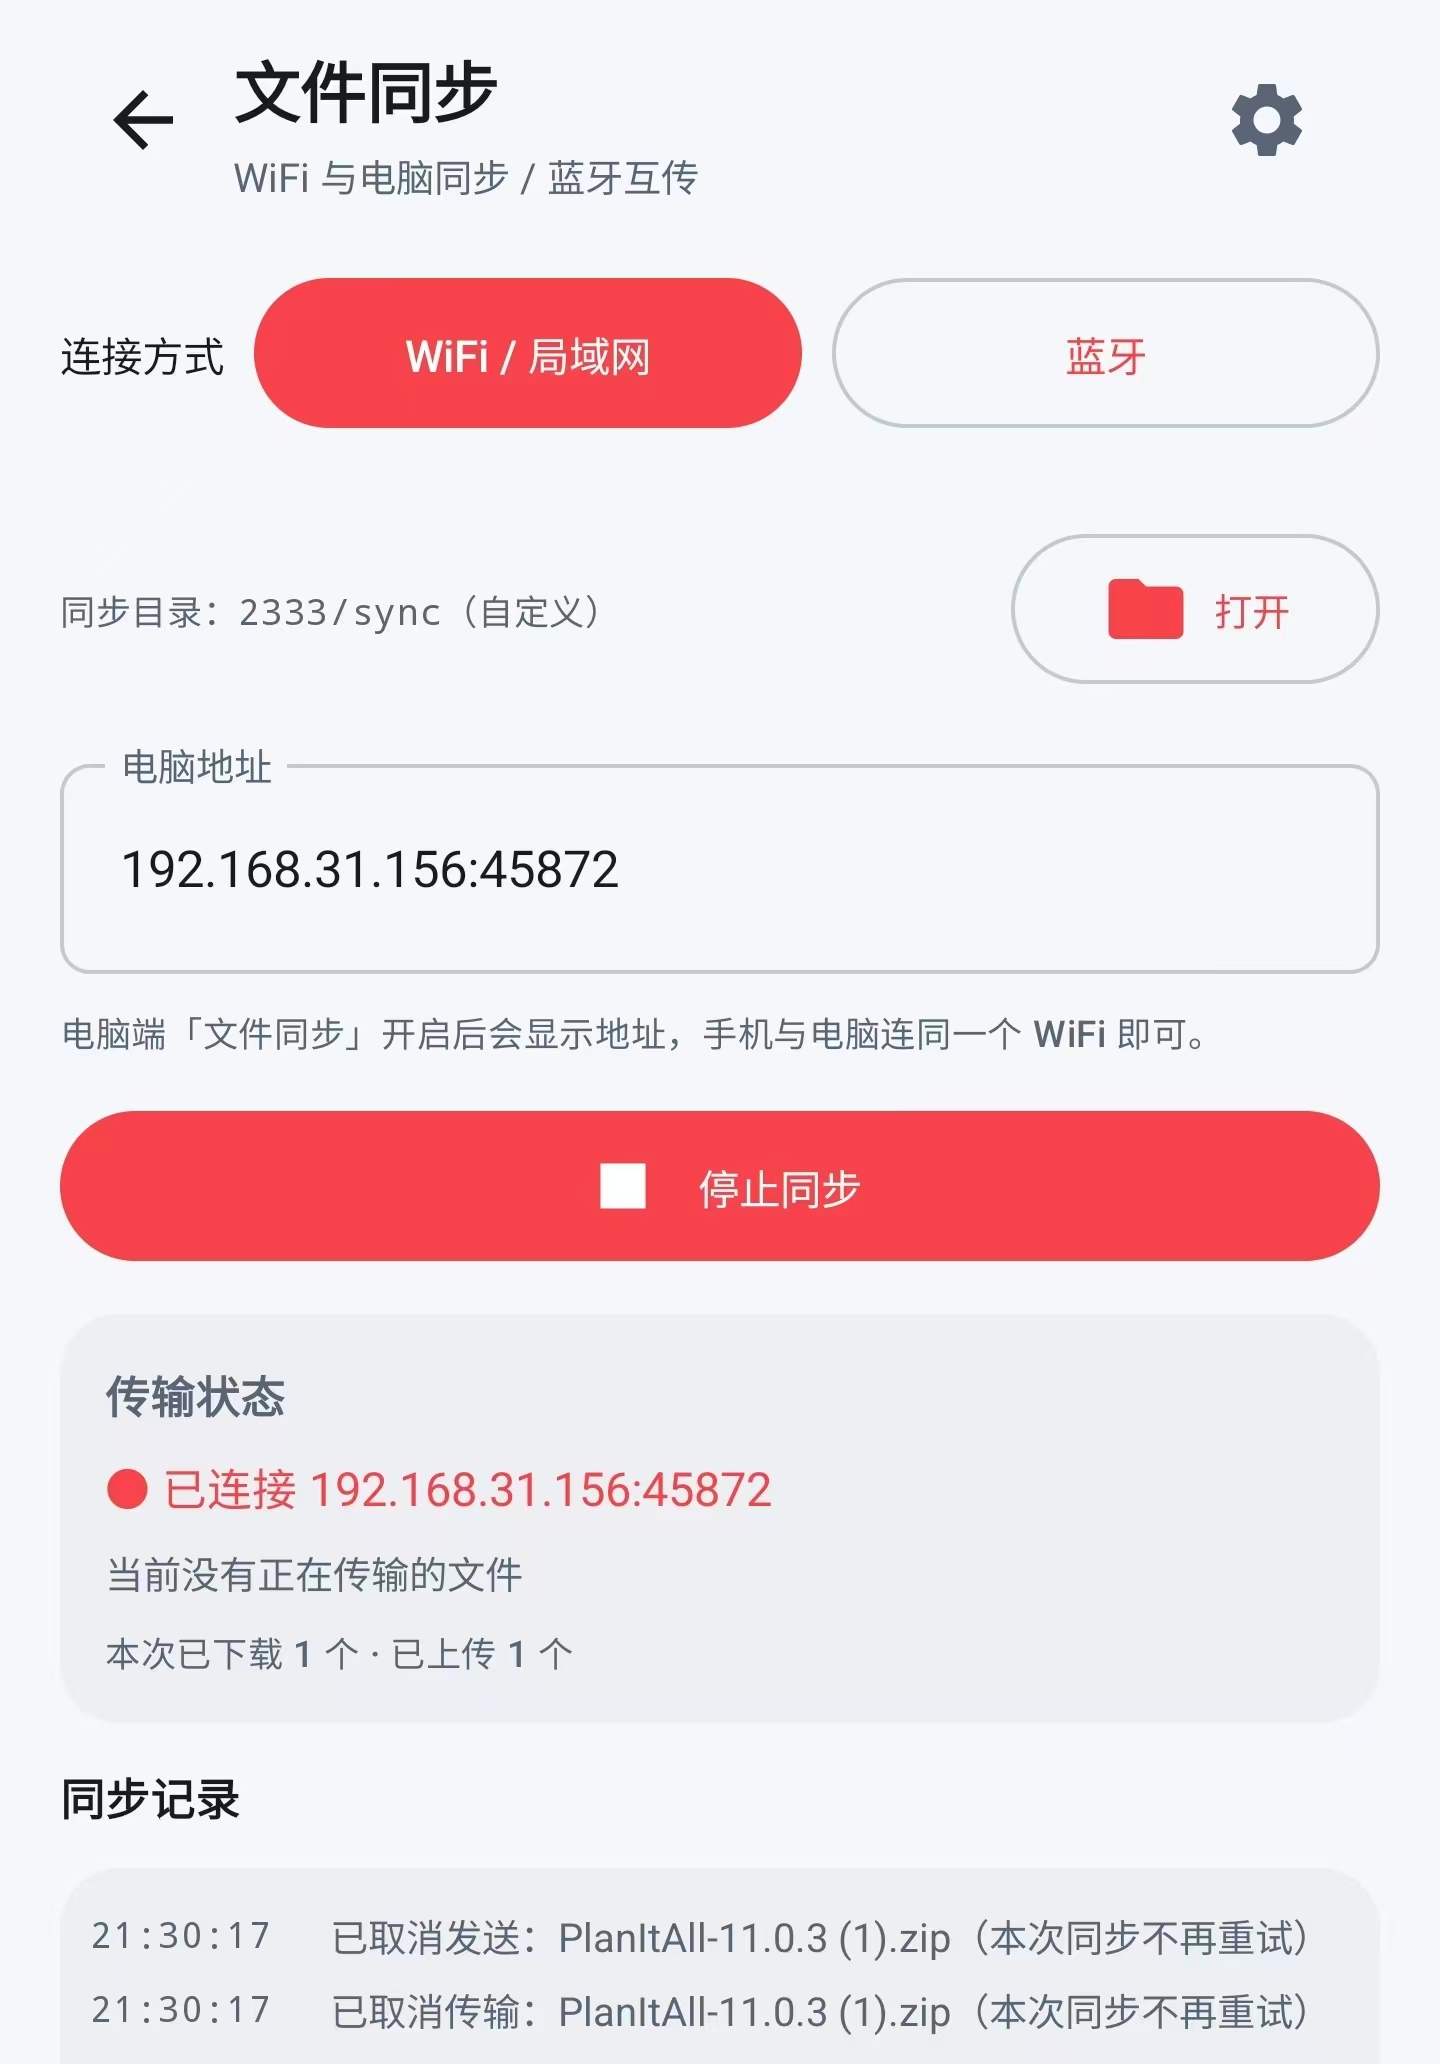 文件同步
WiFi 与电脑同步 / 蓝牙互传
连接方式
WiFi / 局域网
蓝牙
同步目录：2333/sync（自定义）
打开
电脑地址
192.168.31.156:45872
电脑端「文件同步」开启后会显示地址，手机与电脑连同一个 WiFi 即可。
停止同步
传输状态
已连接 192.168.31.156:45872
当前没有正在传输的文件
本次已下载 1 个 · 已上传 1 个
同步记录
21:30:17 已取消发送：PlanItAll-11.0.3 (1).zip（本次同步不再重试）
21:30:17 已取消传输：PlanItAll-11.0.3 (1).zip（本次同步不再重试）